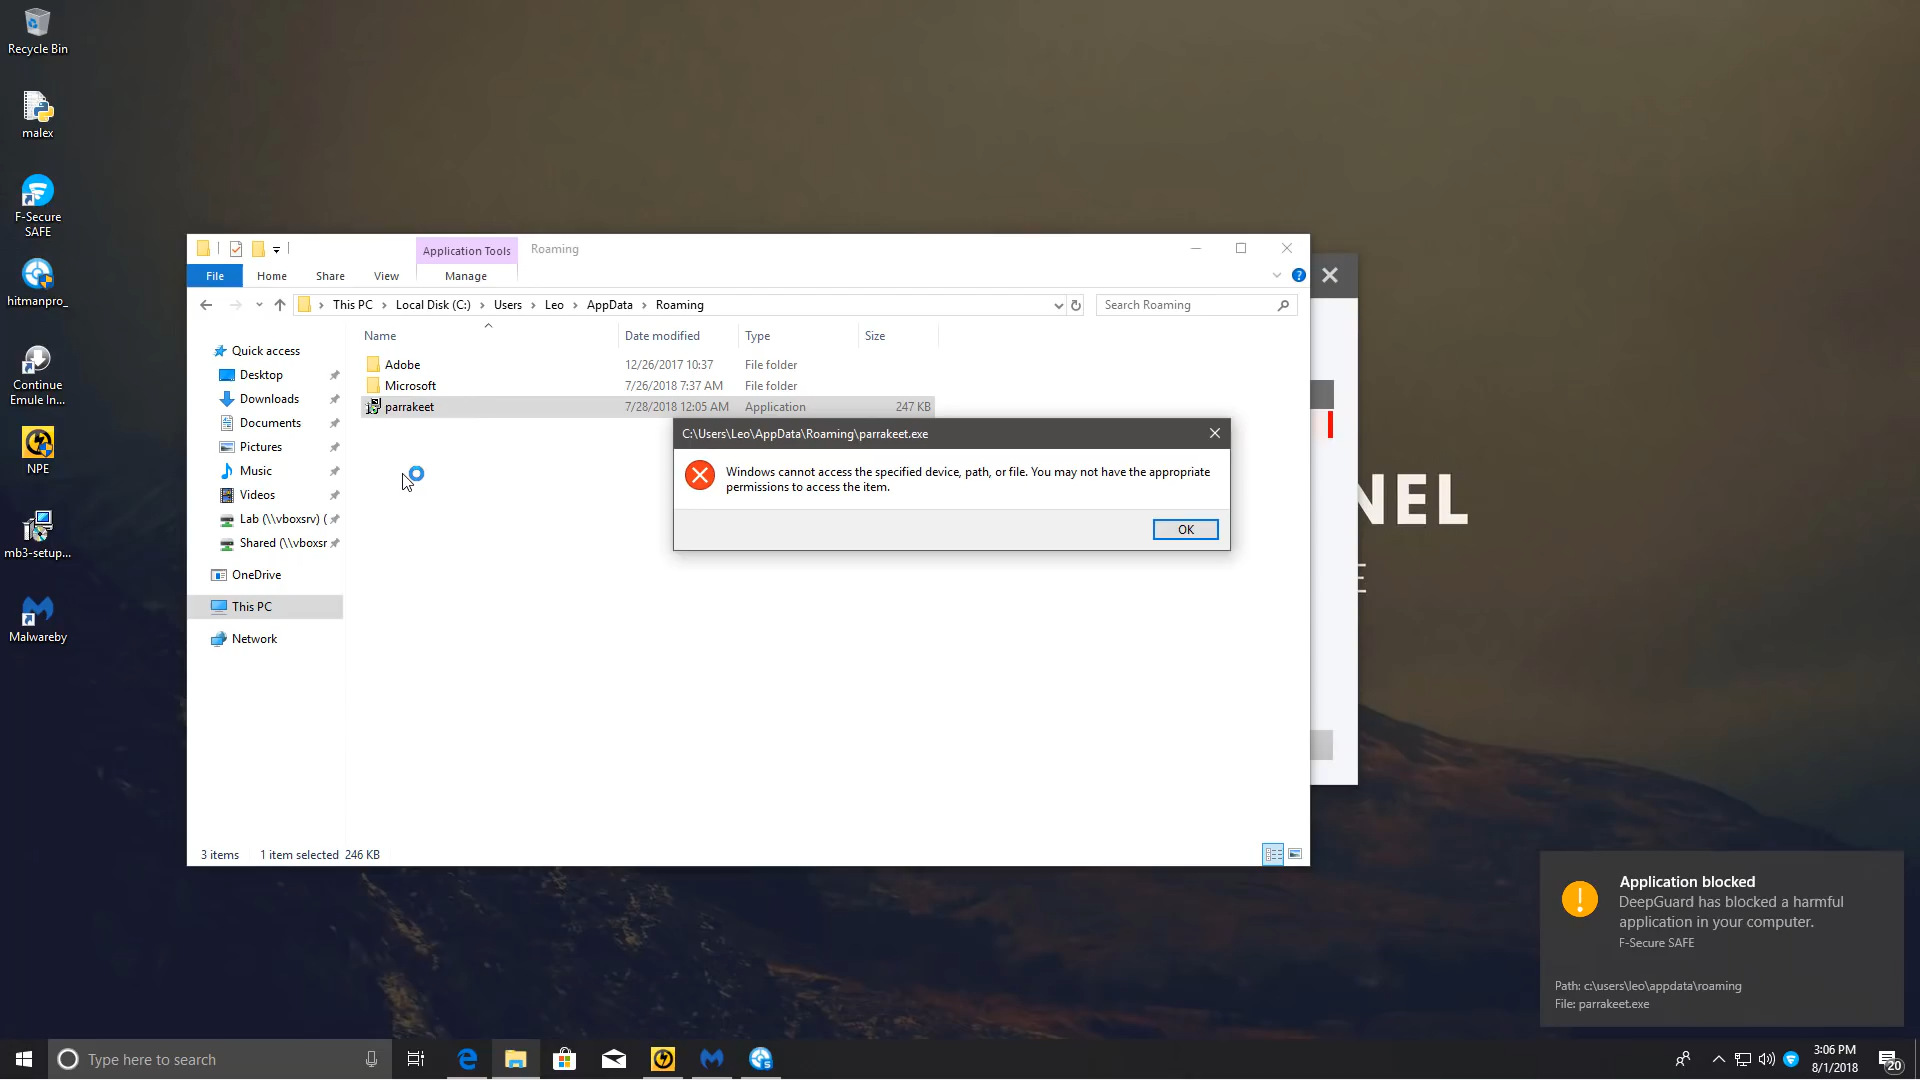 Recycle Bin
malex
F-Secure
SAFE
hitmanpro_
Continue
Emule In...
NPE
mb3-setup...
Malwareby
Application Tools
Roaming
File
Home
Share
View
Manage
This PC
Local Disk (C:)
Users
Leo
AppData
Roaming
Search Roaming
Name
Date modified
Type
Size
Quick access
Desktop
Downloads
Documents
Pictures
Music
Videos
Lab (\\vboxsrv) (
Shared (\\vboxsr
OneDrive
This PC
Network
Adobe 12/26/2017 10:37 File folder
Microsoft 7/26/2018 7:37 AM File folder
parrakeet 7/28/2018 12:05 AM Application 247 KB
C:\Users\Leo\AppData\Roaming\parrakeet.exe
Windows cannot access the specified device, path, or file. You may not have the appropriate
permissions to access the item.
OK
NEL
E
3 items 1 item selected 246 KB
Application blocked
DeepGuard has blocked a harmful
application in your computer.
F-Secure SAFE
Path: c:\users\leo\appdata\roaming
File: parrakeet.exe
Type here to search
3:06 PM
8/1/2018
20